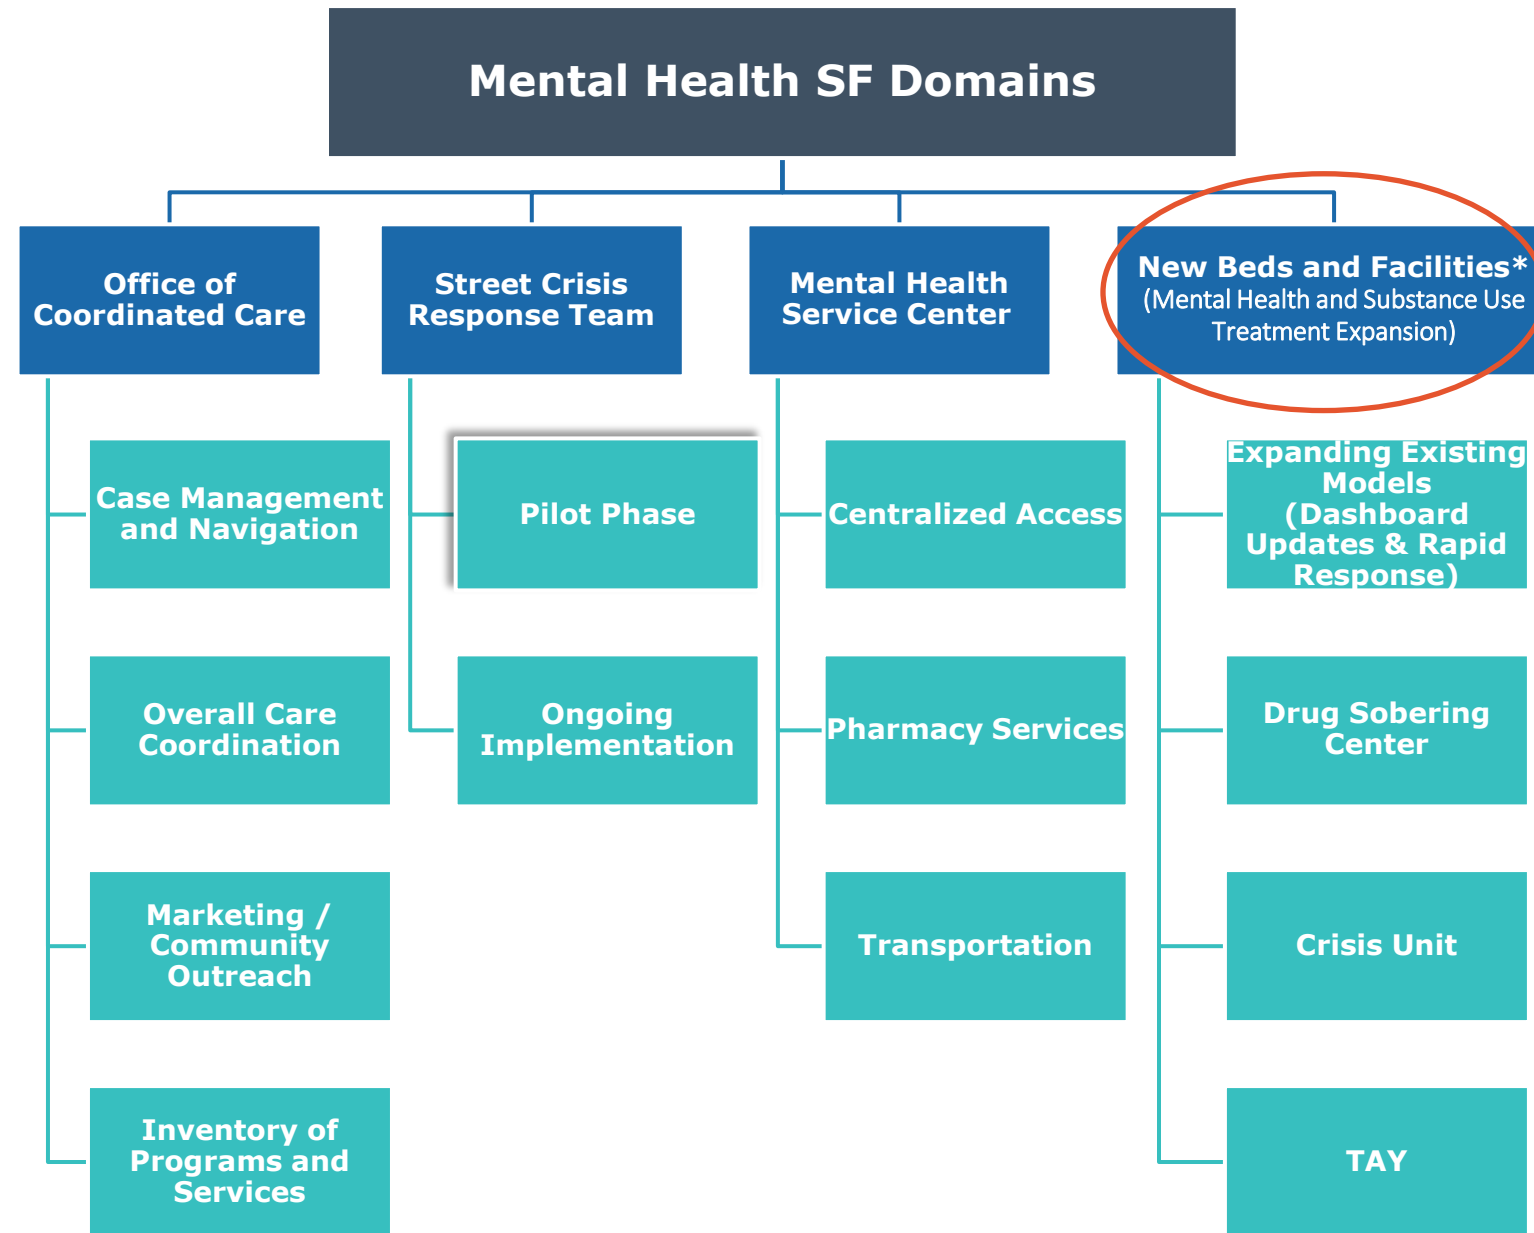 Mental Health SF Domains
Office of
Coordinated Care
Case Management
and Navigation
Overall Care
Coordination
Marketing /
Community
Outreach
Inventory of
Programs and
Services
Street Crisis
Response Team
Pilot Phase
Ongoing
Implementation
Mental Health
Service Center
Centralized Access
Pharmacy Services
Transportation
New Beds and Facilities*
(Mental Health and Substance Use
Treatment Expansion)
Expanding Existing
Models
(Dashboard
Updates & Rapid
Response)
Drug Sobering
Center
Crisis Unit
TAY